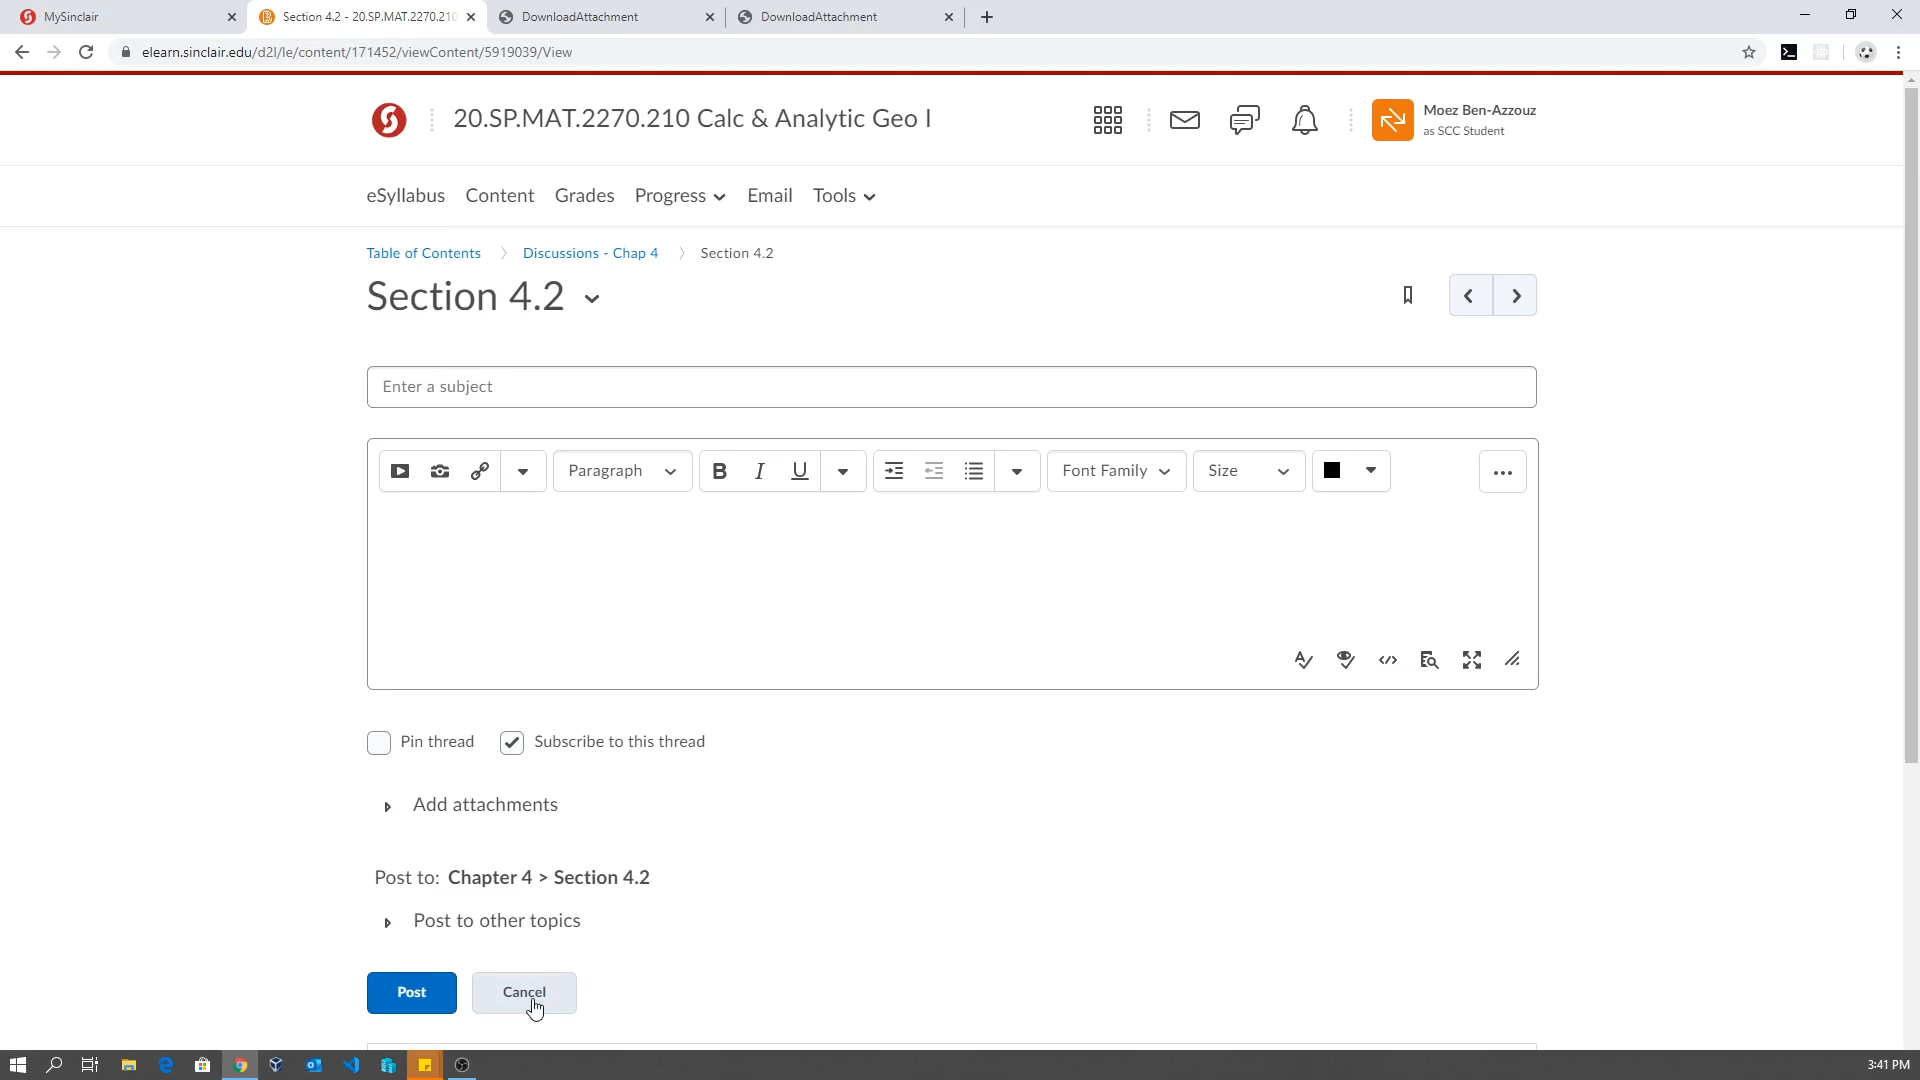 MySinclair
Section 4.2 - 20.SP.MAT.2270.210
DownloadAttachment
DownloadAttachment
elearn.sinclair.edu/d2l/le/content/171452/viewContent/5919039/View
20.SP.MAT.2270.210 Calc & Analytic Geo I
Moez Ben-Azzouz
as SCC Student
eSyllabus Content Grades Progress Email Tools
Table of Contents Discussions - Chap 4 Section 4.2
Section 4.2
Enter a subject
Paragraph B I U Font Family Size
Pin thread Subscribe to this thread
Add attachments
Post to: Chapter 4 > Section 4.2
Post to other topics
Post Cancel
3:41 PM